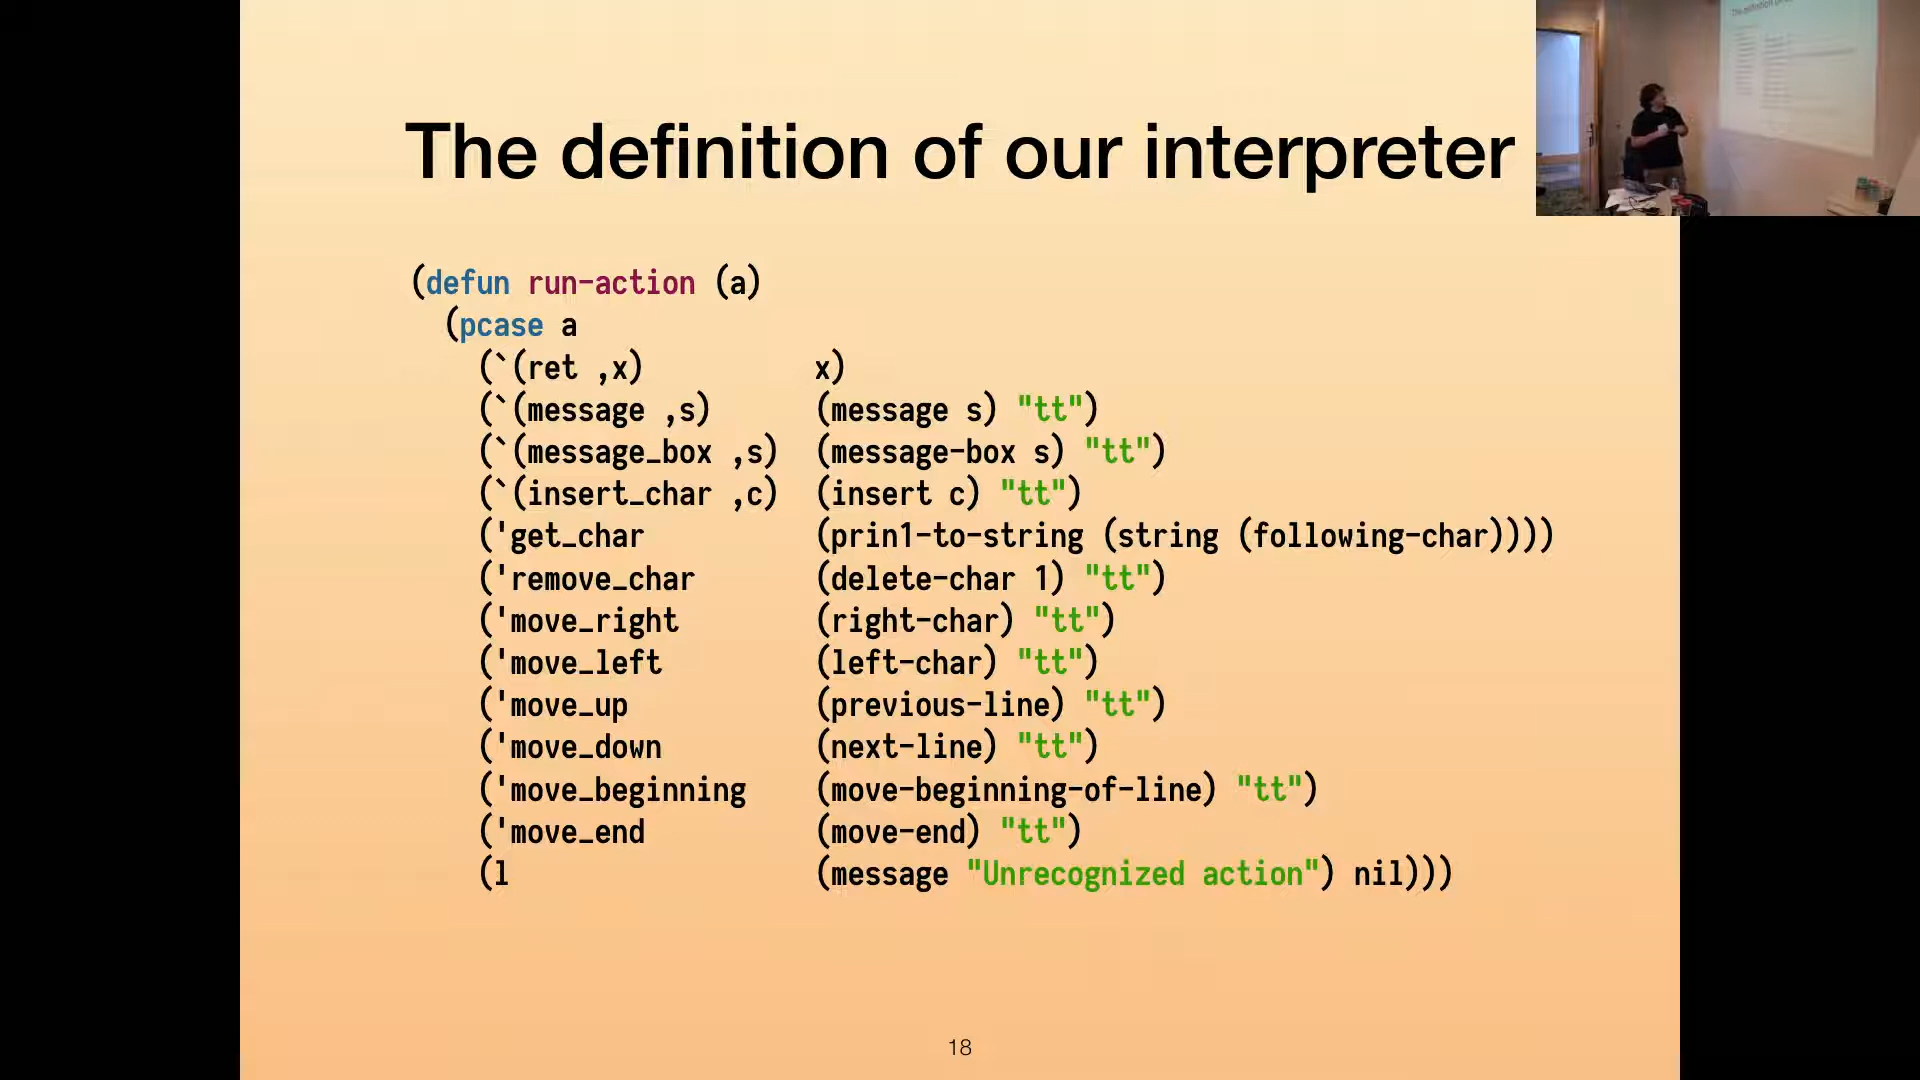 The definition of our interpreter
(defun run-action (a)
(pcase a
(`(ret ,x) x)
(`(message ,s) (message s) "tt")
(`(message_box ,s) (message-box s) "tt")
(`(insert_char ,c) (insert c) "tt")
('get_char (prin1-to-string (string (following-char))))
('remove_char (delete-char 1) "tt")
('move_right (right-char) "tt")
('move_left (left-char) "tt")
('move_up (previous-line) "tt")
('move_down (next-line) "tt")
('move_beginning (move-beginning-of-line) "tt")
('move_end (move-end) "tt")
(l (message "Unrecognized action") nil)))
18